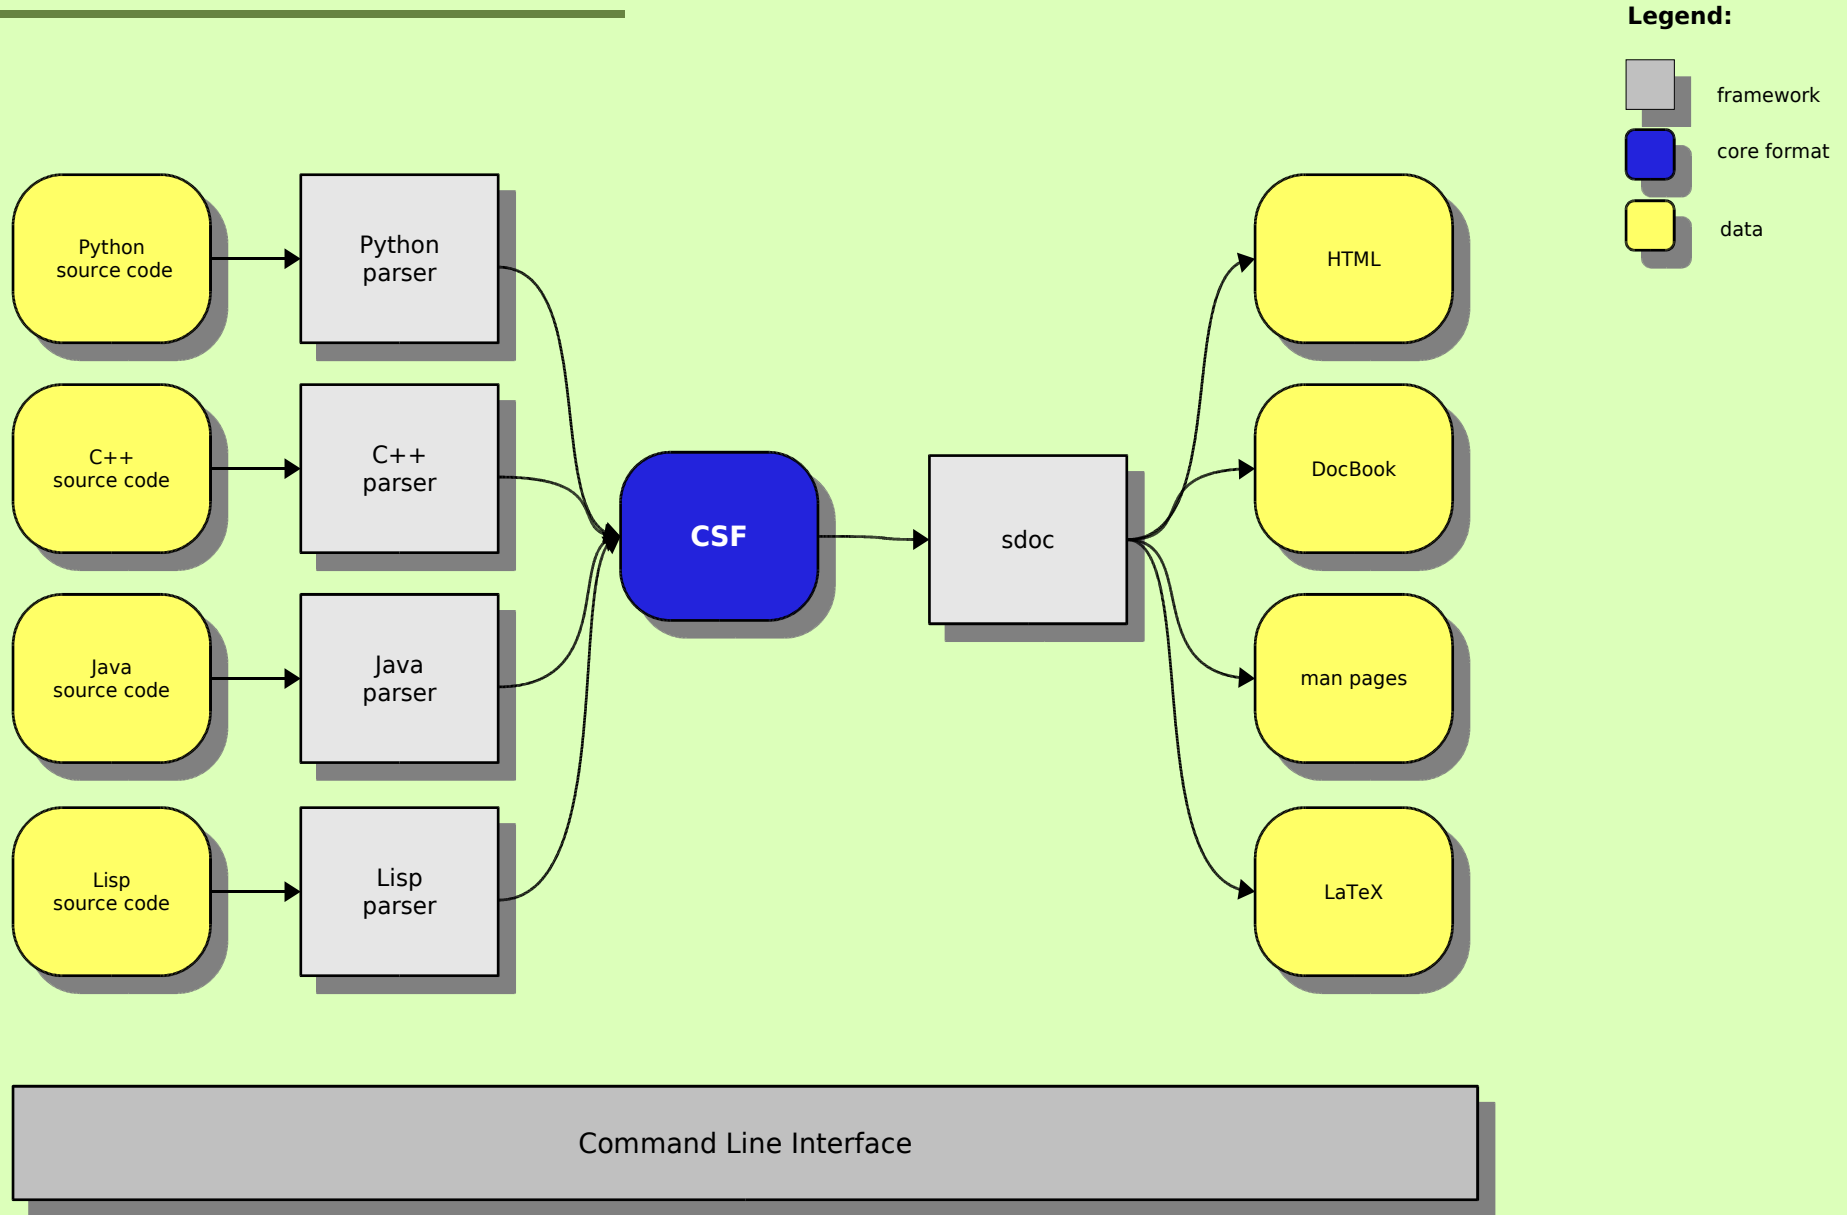 Legend:
framework
core format
data
Python
source code
Python
parser
HTML
C++
source code
C++
parser
CSF
sdoc
DocBook
Java
source code
Java
parser
man pages
Lisp
source code
Lisp
parser
LaTeX
Command Line Interface